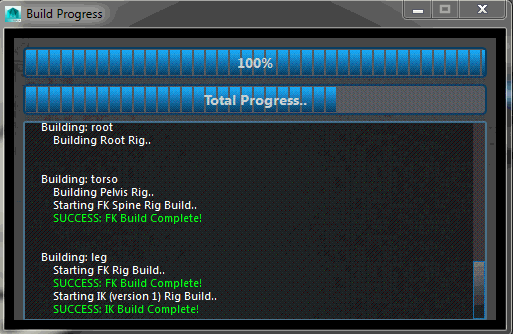 Build Progress
100%
Total Progress..
Building: root
Building Root Rig..
Building: torso
Building Pelvis Rig..
Starting FK Spine Rig Build..
SUCCESS: FK Build Complete!
Building: leg
Starting FK Rig Build..
SUCCESS: FK Build Complete!
Starting IK (version 1) Rig Build..
SUCCESS: IK Build Complete!